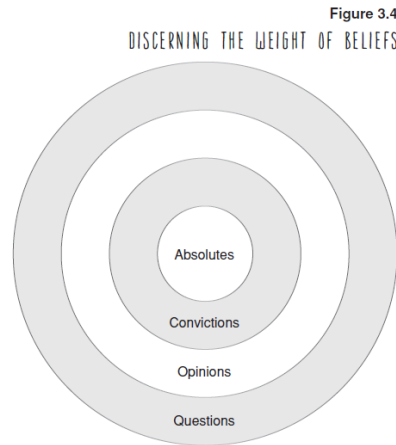 Figure 3.4
DISCERNING THE WEIGHT OF BELIEFS
Absolutes
Convictions
Opinions
Questions